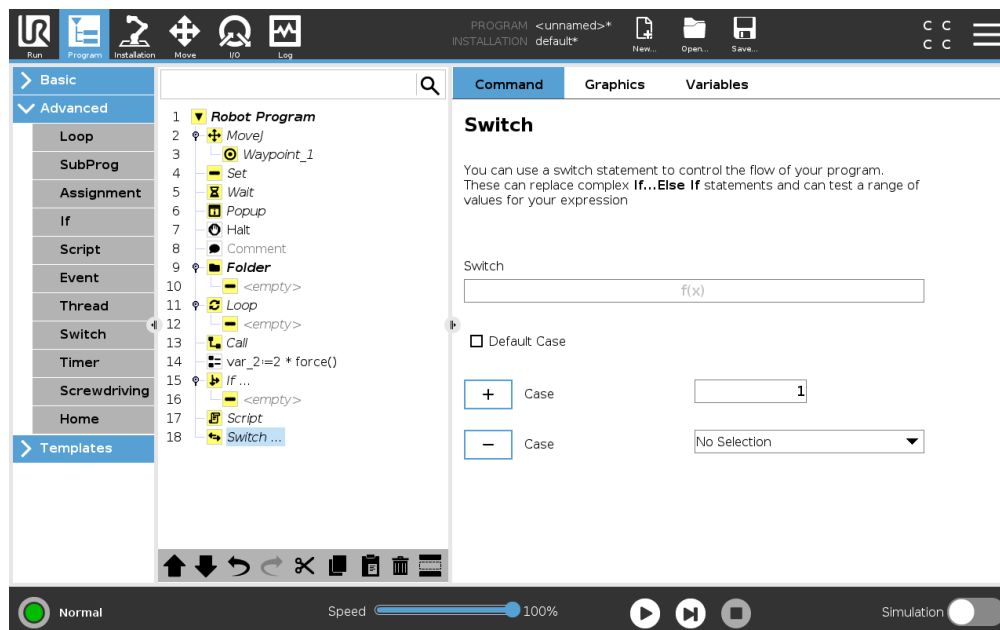 PROGRAM <unnamed>*
INSTALLATION default*
UR
Run
Program
Installation
Move
I/O
Log
New...
Open...
Save...
C C
C C
Basic
Advanced
Loop
SubProg
Assignment
If
Script
Event
Thread
Switch
Timer
Screwdriving
Home
Templates
1 Robot Program
2 MoveJ
3 Waypoint_1
4 Set
5 Wait
6 Popup
7 Halt
8 Comment
9 Folder
10 <empty>
11 Loop
12 <empty>
13 Call
14 var_2:=2 * force()
15 If ...
16 <empty>
17 Script
18 Switch ...
Command Graphics Variables
Switch
You can use a switch statement to control the flow of your program.
These can replace complex If...Else If statements and can test a range of
values for your expression
Switch
f(x)
Default Case
+ Case 1
− Case No Selection
Normal
Speed 100%
Simulation